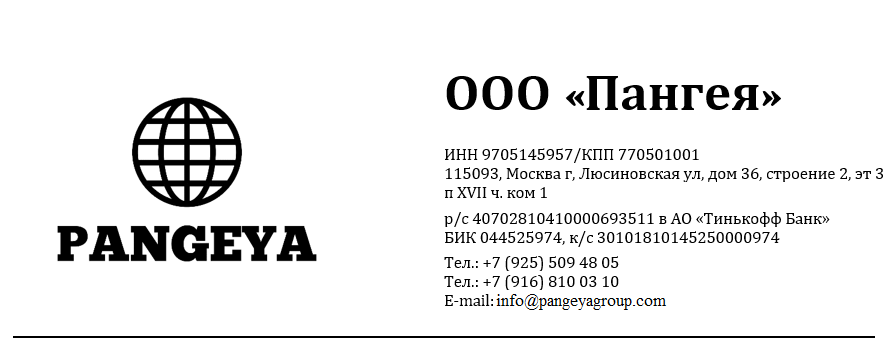 PANGEYA
ООО «Пангея»
ИНН 9705145957/КПП 770501001
115093, Москва г, Люсиновская ул, дом 36, строение 2, эт 3
п XVII ч. ком 1
р/с 40702810410000693511 в АО «Тинькофф Банк»
БИК 044525974, к/с 30101810145250000974
Тел.: +7 (925) 509 48 05
Тел.: +7 (916) 810 03 10
E-mail: info@pangeyagroup.com